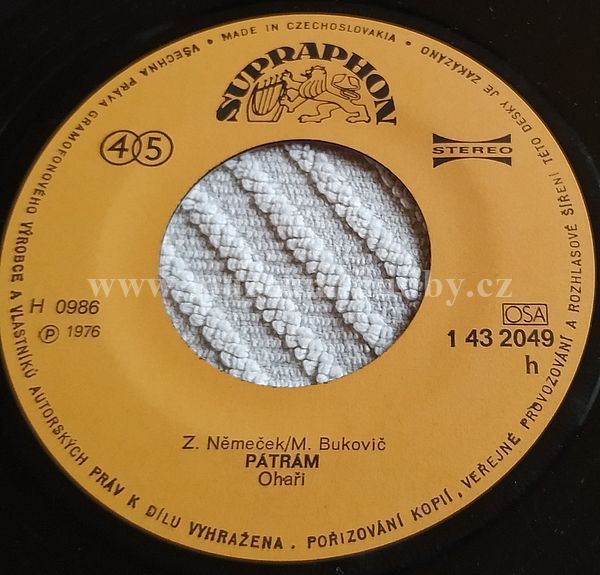 VŠECHNA PRÁVA GRAMOFONOVÉHO VÝROBCE A VLASTNÍKŮ AUTORSKÝCH PRÁV K DÍLU VYHRAŽENA. POŘIZOVÁNÍ KOPIÍ, VEŘEJNÉ PROVOZOVÁNÍ A ROZHLASOVÉ ŠÍŘENÍ TÉTO DESKY JE ZAKÁZÁNO • MADE IN CZECHOSLOVAKIA •
SUPRAPHON
45
STEREO
H 0986
℗ 1976
OSA
1 43 2049
h
Z. Němeček/M. Bukovič
PÁTRÁM
Ohaři